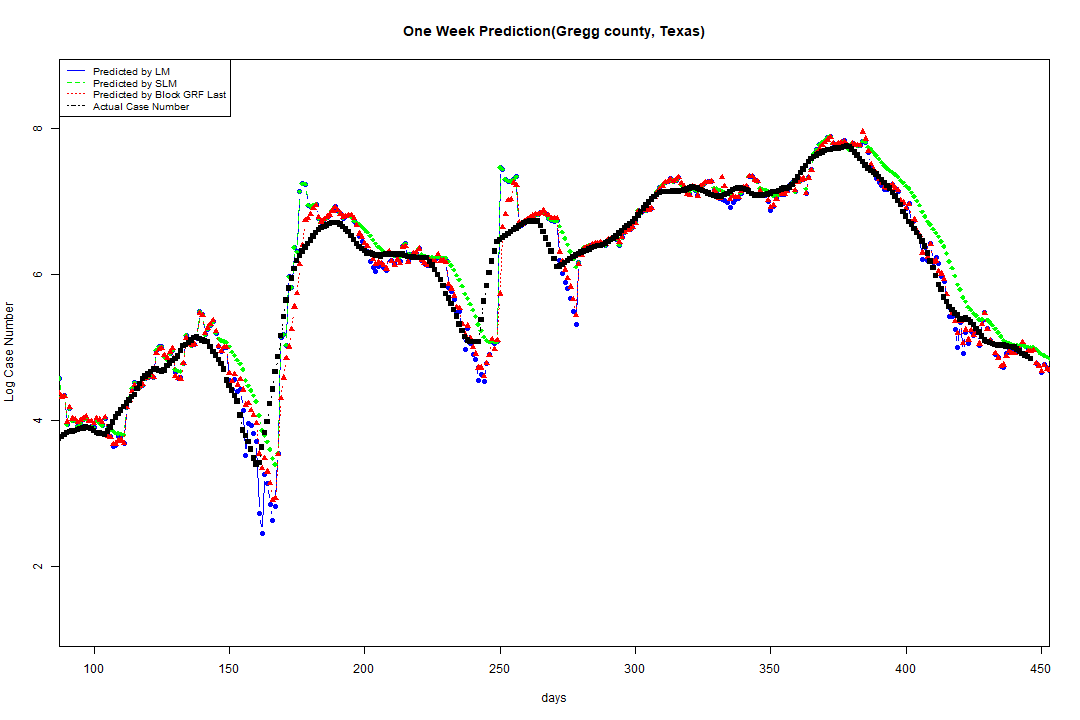 One Week Prediction(Gregg county, Texas)
Predicted by LM
Predicted by SLM
Predicted by Block GRF Last
Actual Case Number
8
6
4
2
Log Case Number
100 150 200 250 300 350 400 450
days